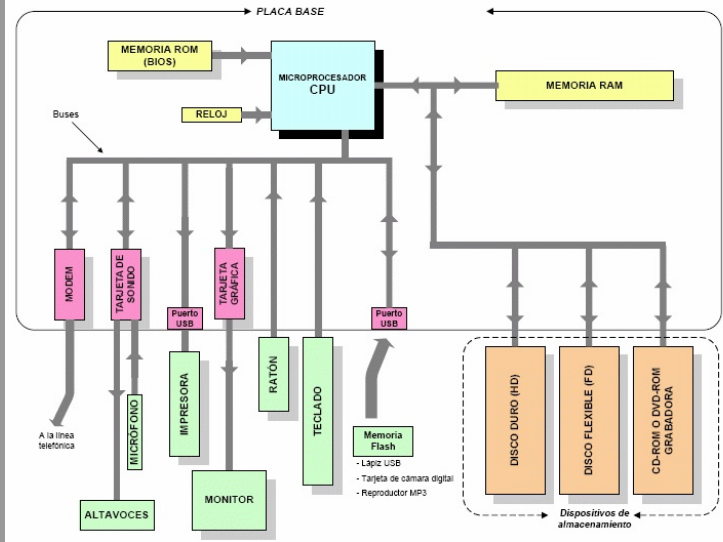 PLACA BASE
MEMORIA ROM
(BIOS)
MICROPROCESADOR
CPU
MEMORIA RAM
RELOJ
Buses
MODEM
TARJETA DE
SONIDO
Puerto
USB
TARJETA
GRÁFICA
Puerto
USB
A la línea
telefónica
MICRÓFONO
IMPRESORA
RATÓN
TECLADO
ALTAVOCES
MONITOR
Memoria
Flash
- Lápiz USB
- Tarjeta de cámara digital
- Reproductor MP3
DISCO DURO (HD)
DISCO FLEXIBLE (FD)
CD-ROM O DVD-ROM
GRABADORA
Dispositivos de
almacenamiento